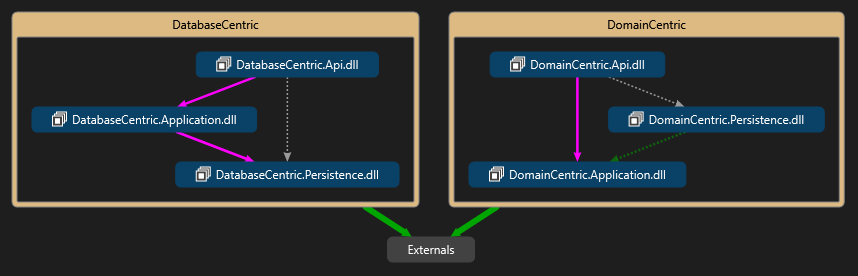 DatabaseCentric
DomainCentric
DatabaseCentric.Api.dll
DomainCentric.Api.dll
DatabaseCentric.Application.dll
DomainCentric.Persistence.dll
DatabaseCentric.Persistence.dll
DomainCentric.Application.dll
Externals